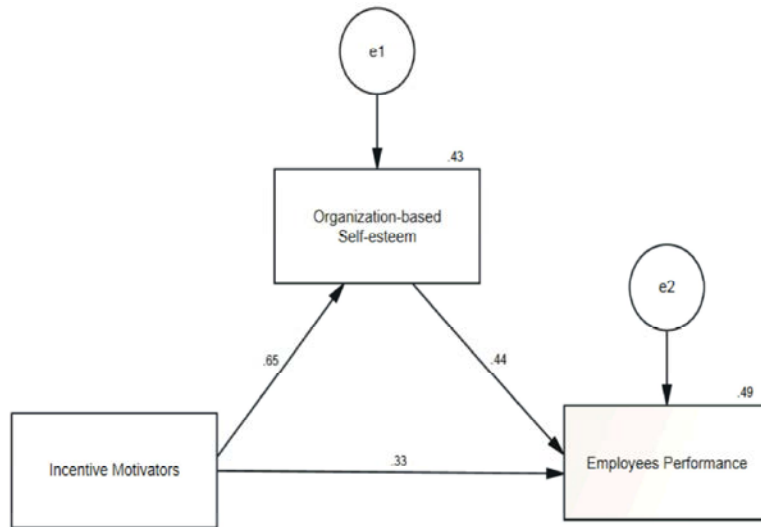 e1
.43
Organization-based
Self-esteem
e2
.65
.44
.49
Incentive Motivators
.33
Employees Performance